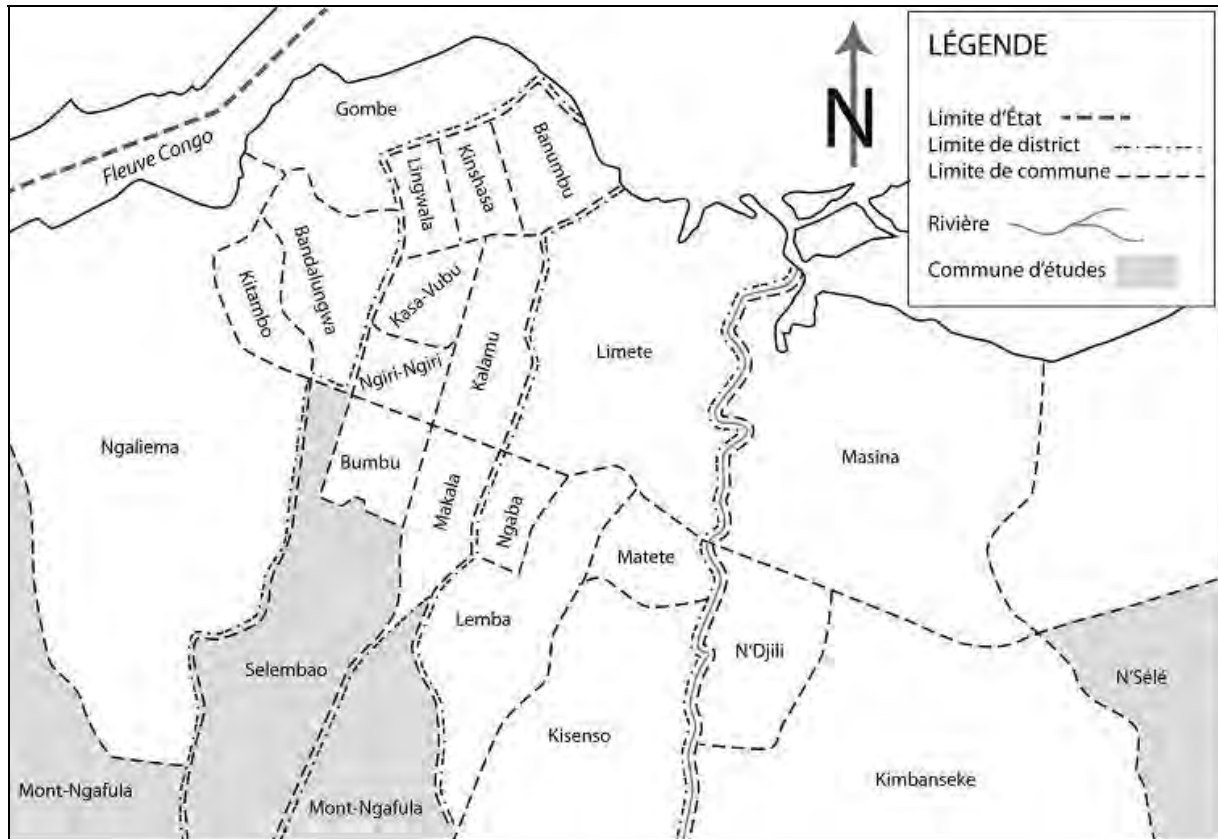 LÉGENDE
Limite d'État
Limite de district
Limite de commune
Rivière
Commune d'études
N
Fleuve Congo
Gombe
Lingwala
Kinshasa
Banumbu
Kitambo
Bandalungwa
Kasa-Vubu
Ngiri-Ngiri
Kalamu
Limete
Ngaliema
Bumbu
Makala
Ngaba
Matete
Masina
Lemba
N'Djili
Selembao
Kisenso
N'Sélé
Kimbanseke
Mont-Ngafula
Mont-Ngafula